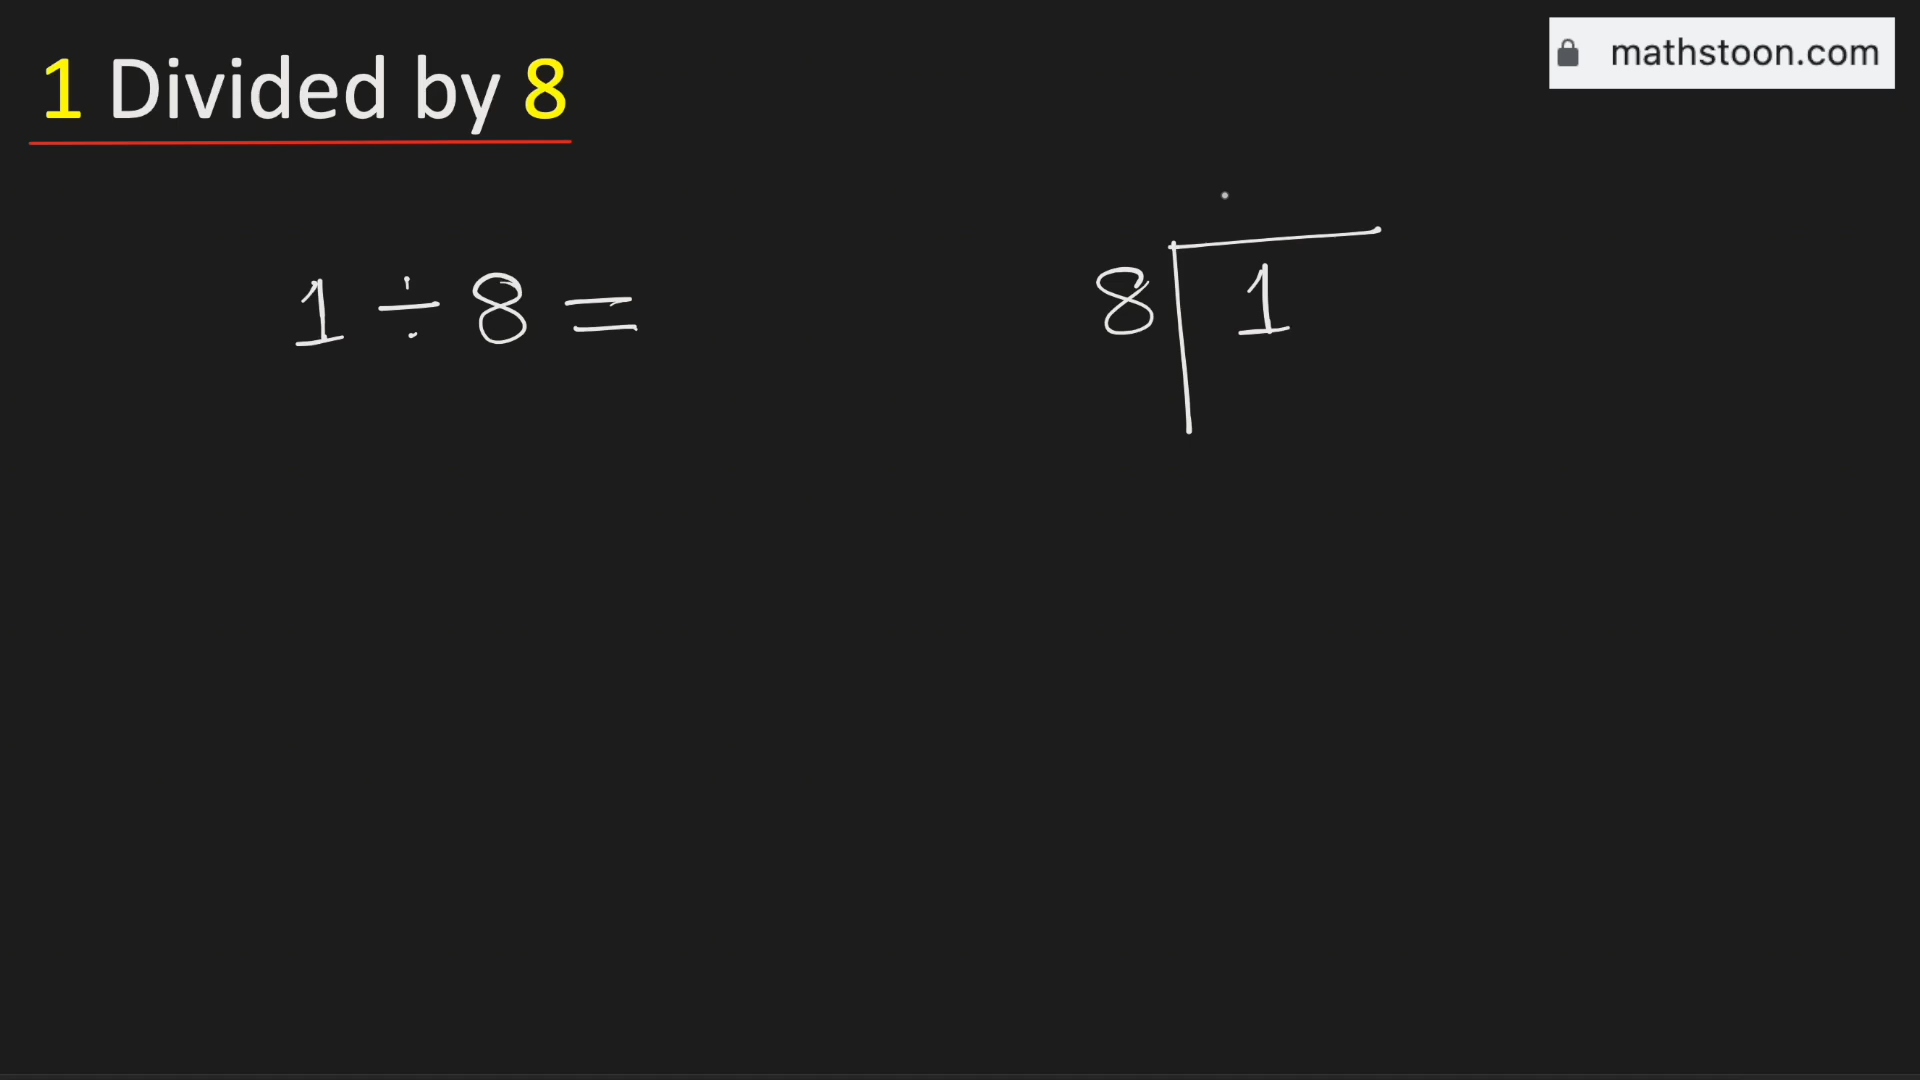 1 Divided by 8
mathstoon.com
1 ÷ 8 =
8 1